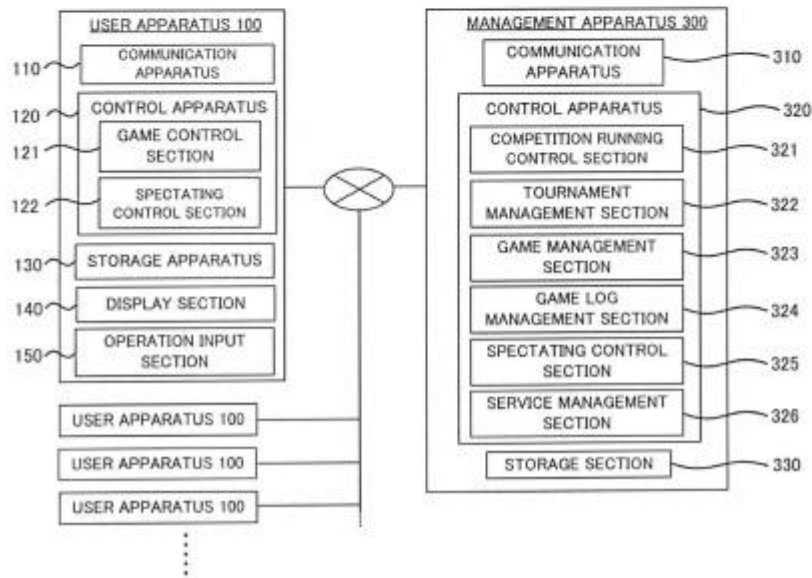 USER APPARATUS 100
110
COMMUNICATION
APPARATUS
120
CONTROL APPARATUS
121
GAME CONTROL
SECTION
122
SPECTATING
CONTROL SECTION
130
STORAGE APPARATUS
140
DISPLAY SECTION
150
OPERATION INPUT
SECTION
USER APPARATUS 100
USER APPARATUS 100
USER APPARATUS 100
MANAGEMENT APPARATUS 300
COMMUNICATION
APPARATUS
310
CONTROL APPARATUS
320
COMPETITION RUNNING
CONTROL SECTION
321
TOURNAMENT
MANAGEMENT SECTION
322
GAME MANAGEMENT
SECTION
323
GAME LOG
MANAGEMENT SECTION
324
SPECTATING CONTROL
SECTION
325
SERVICE MANAGEMENT
SECTION
326
STORAGE SECTION
330